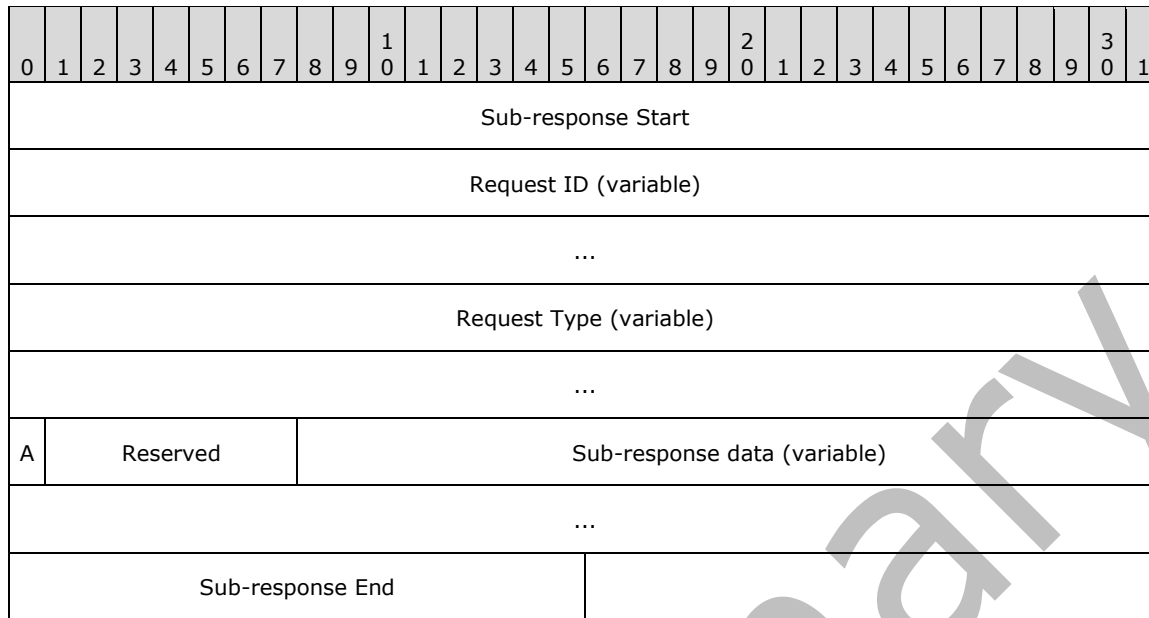 1 2 3
0 1 2 3 4 5 6 7 8 9 0 1 2 3 4 5 6 7 8 9 0 1 2 3 4 5 6 7 8 9 0 1
Sub-response Start
Request ID (variable)
...
Request Type (variable)
...
A Reserved Sub-response data (variable)
...
Sub-response End
ary